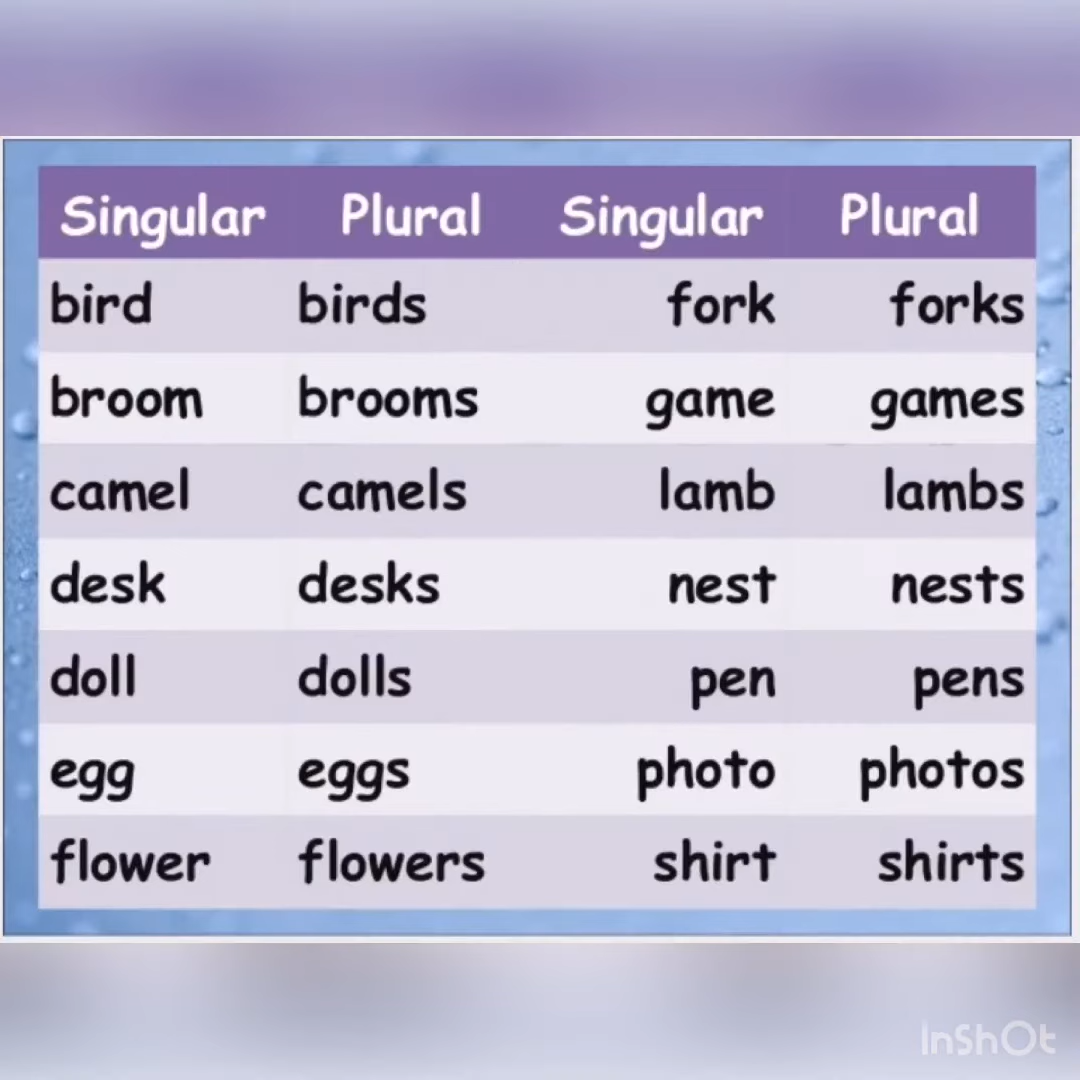 Singular Plural Singular Plural
bird birds fork forks
broom brooms game games
camel camels lamb lambs
desk desks nest nests
doll dolls pen pens
egg eggs photo photos
flower flowers shirt shirts
InShOt